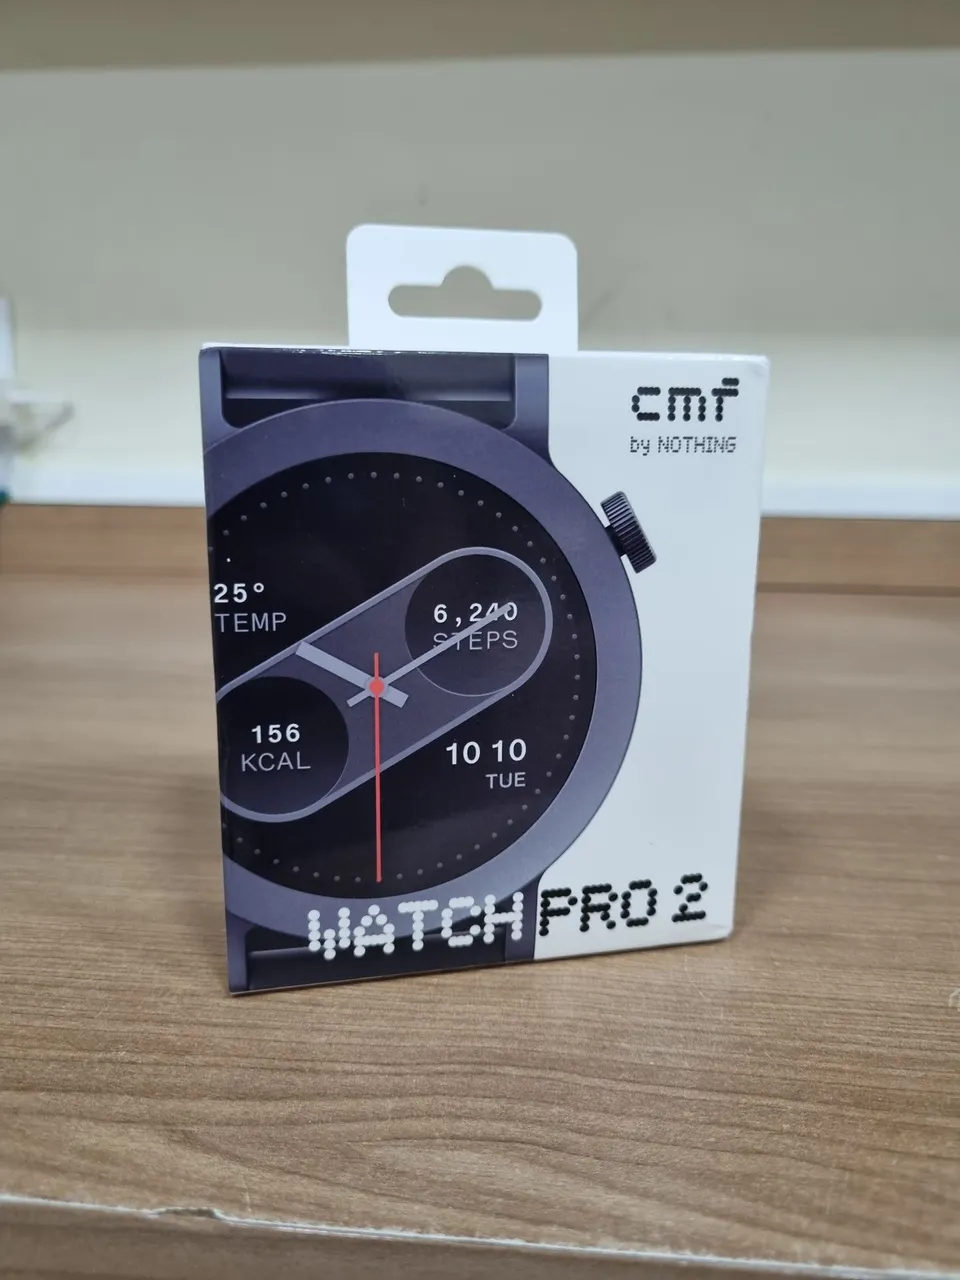 cmf
by NOTHING
25°
TEMP
6,240
STEPS
156
KCAL
10 10
TUE
WATCH PRO 2